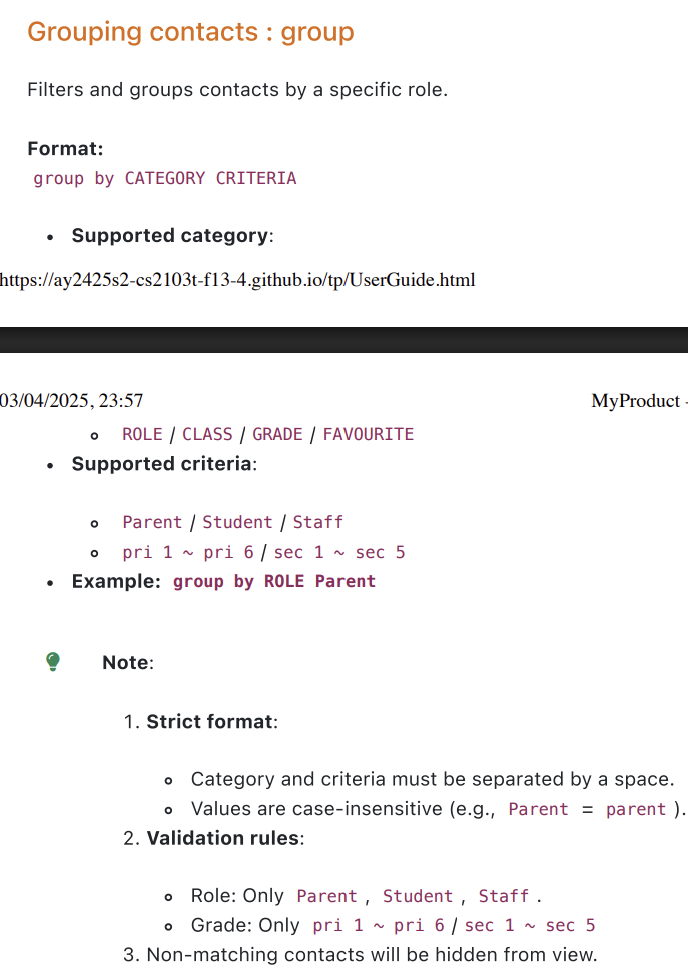 Grouping contacts : group
Filters and groups contacts by a specific role.
Format:
group by CATEGORY CRITERIA
• Supported category:
https://ay2425s2-cs2103t-f13-4.github.io/tp/UserGuide.html
03/04/2025, 23:57 MyProduct -
◦ ROLE / CLASS / GRADE / FAVOURITE
• Supported criteria:
◦ Parent / Student / Staff
◦ pri 1 ~ pri 6 / sec 1 ~ sec 5
• Example: group by ROLE Parent
Note:
1. Strict format:
◦ Category and criteria must be separated by a space.
◦ Values are case-insensitive (e.g., Parent = parent ).
2. Validation rules:
◦ Role: Only Parent , Student , Staff .
◦ Grade: Only pri 1 ~ pri 6 / sec 1 ~ sec 5
3. Non-matching contacts will be hidden from view.